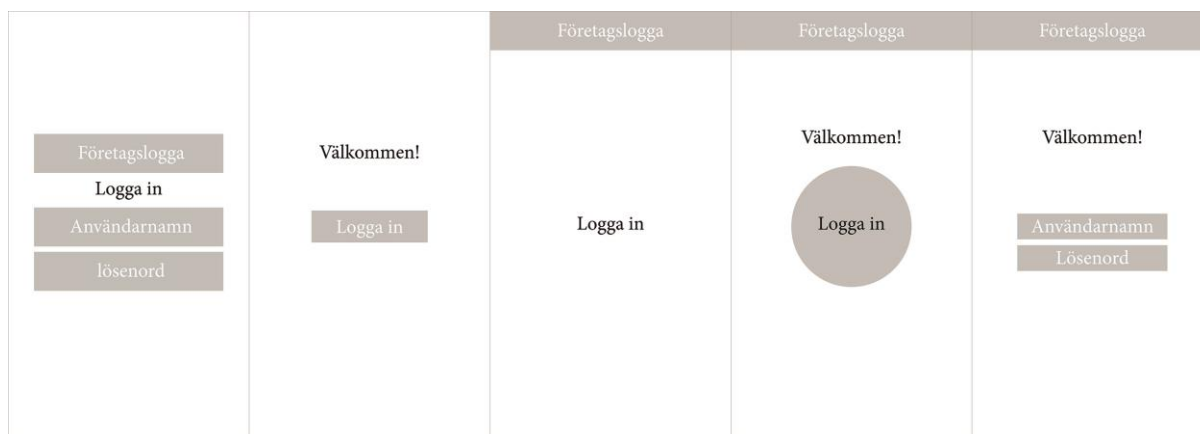 Företagslogga
Logga in
Användarnamn
lösenord
Välkommen!
Logga in
Företagslogga
Logga in
Företagslogga
Välkommen!
Logga in
Företagslogga
Välkommen!
Användarnamn
Lösenord